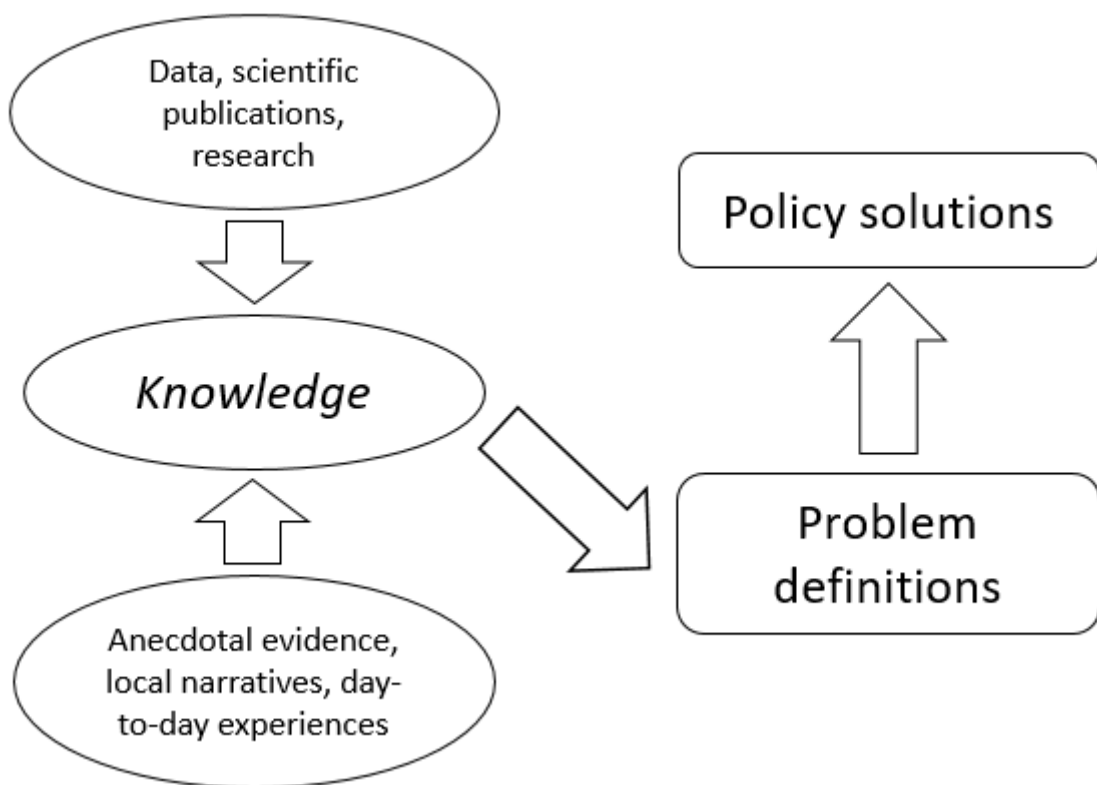 Data, scientific
publications,
research
Knowledge
Anecdotal evidence,
local narratives, day-
to-day experiences
Policy solutions
Problem
definitions